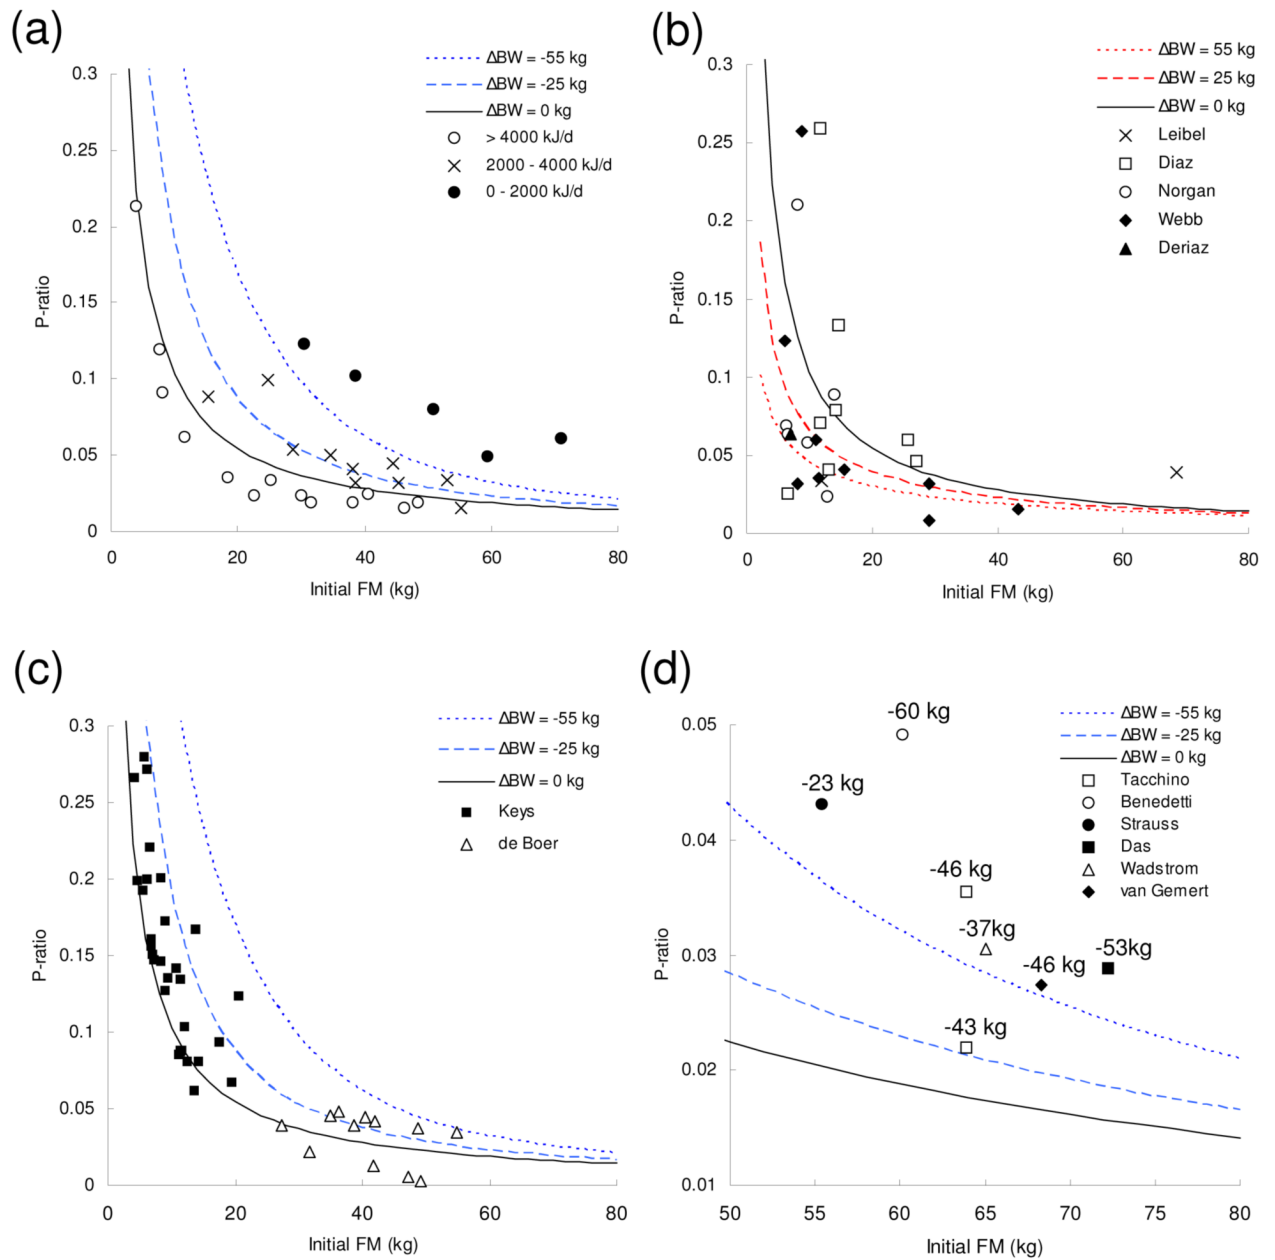 (a)
ΔBW = -55 kg
ΔBW = -25 kg
ΔBW = 0 kg
> 4000 kJ/d
2000 - 4000 kJ/d
0 - 2000 kJ/d
0.3
0.25
0.2
0.15
0.1
0.05
0
P-ratio
0 20 40 60 80
Initial FM (kg)
(b)
ΔBW = 55 kg
ΔBW = 25 kg
ΔBW = 0 kg
Leibel
Diaz
Norgan
Webb
Deriaz
0.3
0.25
0.2
0.15
0.1
0.05
0
P-ratio
0 20 40 60 80
Initial FM (kg)
(c)
ΔBW = -55 kg
ΔBW = -25 kg
ΔBW = 0 kg
Keys
de Boer
0.3
0.25
0.2
0.15
0.1
0.05
0
P-ratio
0 20 40 60 80
Initial FM (kg)
(d)
ΔBW = -55 kg
ΔBW = -25 kg
ΔBW = 0 kg
Tacchino
Benedetti
Strauss
Das
Wadstrom
van Gemert
-60 kg
-23 kg
-46 kg
-37kg
-46 kg
-53kg
-43 kg
0.05
0.04
0.03
0.02
0.01
P-ratio
50 55 60 65 70 75 80
Initial FM (kg)